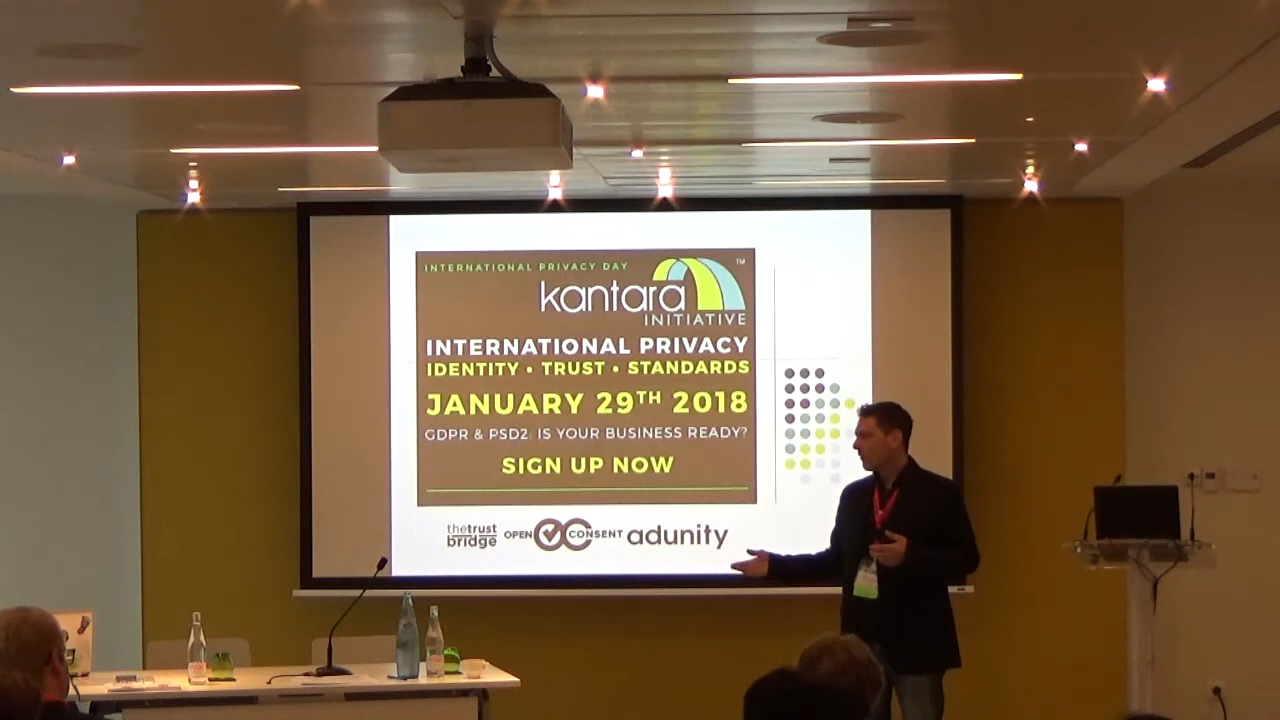 INTERNATIONAL PRIVACY DAY
TM
kantara
INITIATIVE
INTERNATIONAL PRIVACY
IDENTITY • TRUST • STANDARDS
JANUARY 29TH 2018
GDPR & PSD2. IS YOUR BUSINESS READY?
SIGN UP NOW
thetrust
bridge
OPEN CONSENT
adunity